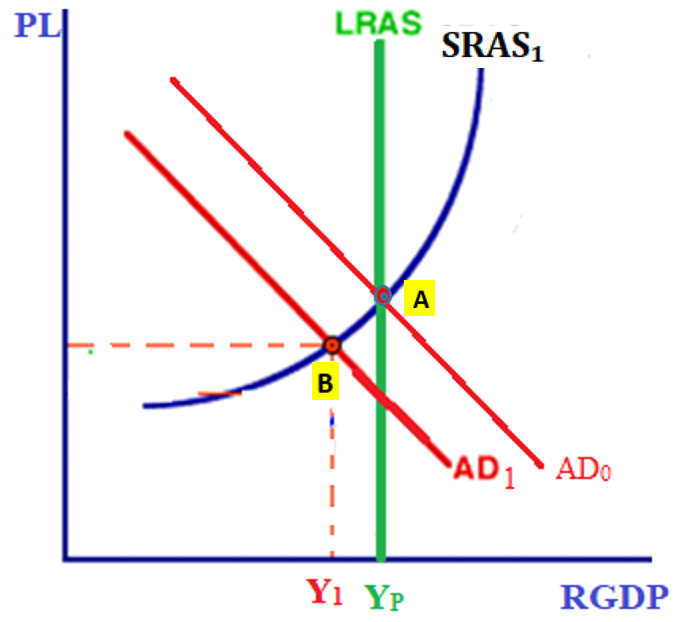 PL
LRAS
SRAS₁
A
B
AD₁
AD₀
Y₁
Yₚ
RGDP